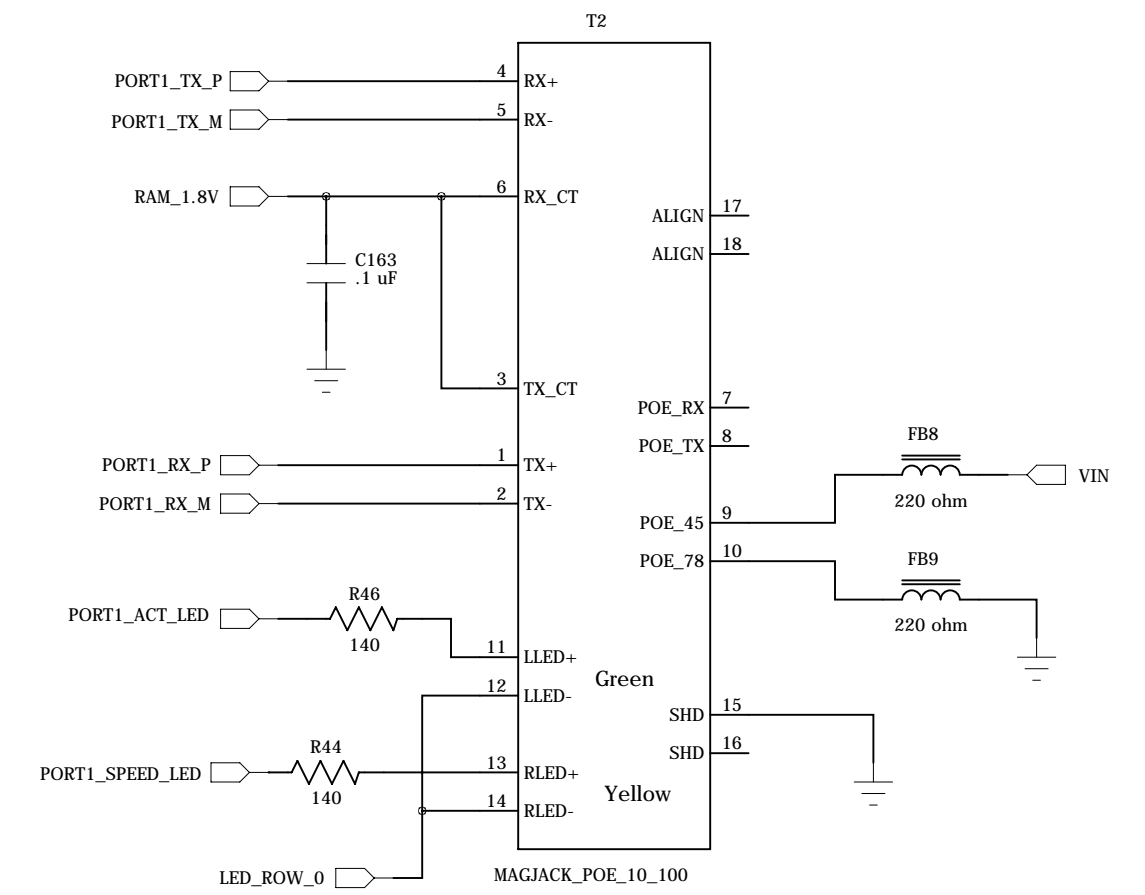 T2
PORT1_TX_P
4
RX+
PORT1_TX_M
5
RX-
RAM_1.8V
6
RX_CT
C163
.1 uF
3
TX_CT
PORT1_RX_P
1
TX+
PORT1_RX_M
2
TX-
PORT1_ACT_LED
R46
140
11
LLED+
12
LLED-
Green
PORT1_SPEED_LED
R44
140
13
RLED+
14
RLED-
Yellow
LED_ROW_0
MAGJACK_POE_10_100
ALIGN
17
ALIGN
18
POE_RX
7
POE_TX
8
POE_45
9
FB8
220 ohm
VIN
POE_78
10
FB9
220 ohm
SHD
15
SHD
16